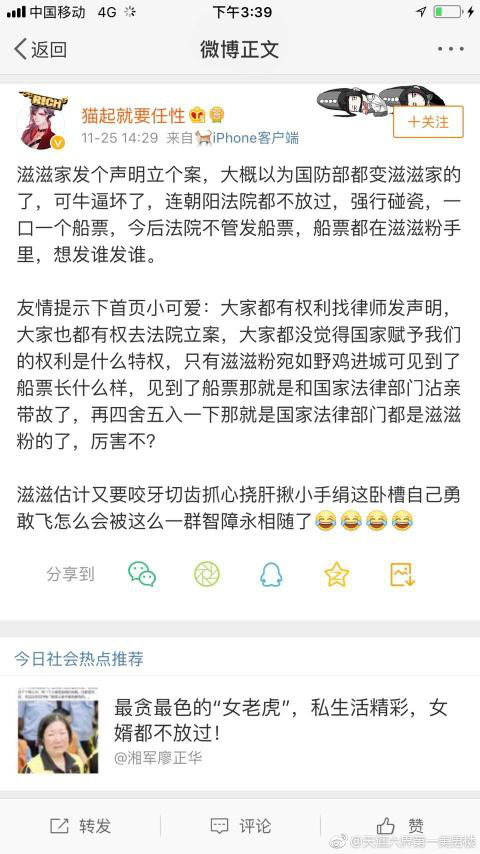 中国移动 4G 下午3:39
返回 微博正文
RICH
猫起就要任性
11-25 14:29 来自iPhone客户端
+关注
滋滋家发个声明立个案，大概以为国防部都变滋滋家的
了，可牛逼坏了，连朝阳法院都不放过，强行碰瓷，一
口一个船票，今后法院不管发船票，船票都在滋滋粉手
里，想发谁发谁。
友情提示下首页小可爱：大家都有权利找律师发声明，
大家也都有权去法院立案，大家都没觉得国家赋予我们
的权利是什么特权，只有滋滋粉宛如野鸡进城可见到了
船票长什么样，见到了船票那就是和国家法律部门沾亲
带故了，再四舍五入一下那就是国家法律部门都是滋滋
粉的了，厉害不?
滋滋估计又要咬牙切齿抓心挠肝揪小手绢这卧槽自己勇
敢飞怎么会被这么一群智障永相随了😂😂😂😂
分享到
今日社会热点推荐
最贪最色的“女老虎”，私生活精彩，女
婿都不放过！
@湘军廖正华
转发 评论 赞
@天涯六界第一美男楼